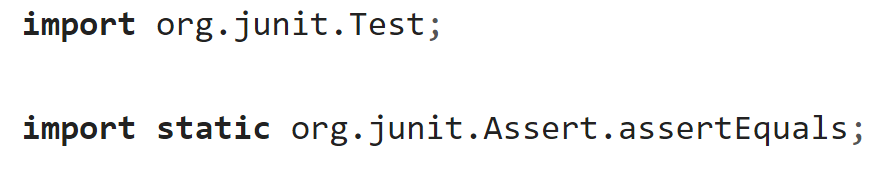 import org.junit.Test;
import static org.junit.Assert.assertEquals;